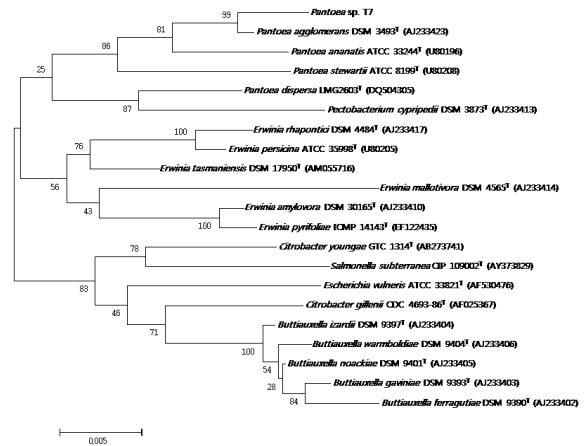 Pantoea sp. T7
99
Pantoea agglomerans DSM 3493T (AJ233423)
81
Pantoea ananatis ATCC 33244T (U80196)
86
Pantoea stewartii ATCC 8199T (U80208)
25
Pantoea dispersa LMG2603T (DQ504305)
87
Pectobacterium cypripedii DSM 3873T (AJ233413)
Erwinia rhapontici DSM 4484T (AJ233417)
100
76
Erwinia persicina ATCC 35998T (U80205)
Erwinia tasmaniensis DSM 17950T (AM055716)
56
Erwinia mallotivora DSM 4565T (AJ233414)
43
Erwinia amylovora DSM 30165T (AJ233410)
100
Erwinia pyrifoliae ICMP 14143T (EF122435)
Citrobacter youngae GTC 1314T (AB273741)
78
Salmonella subterranea CIP 109002T (AY373829)
83
Escherichia vulneris ATCC 33821T (AF530476)
46
Citrobacter gillenii CDC 4693-86T (AF025367)
71
Buttiauxella izardii DSM 9397T (AJ233404)
100
Buttiauxella warmboldiae DSM 9404T (AJ233406)
54
Buttiauxella noackiae DSM 9401T (AJ233405)
28
Buttiauxella gaviniae DSM 9393T (AJ233403)
84
Buttiauxella ferragutiae DSM 9390T (AJ233402)
0.005